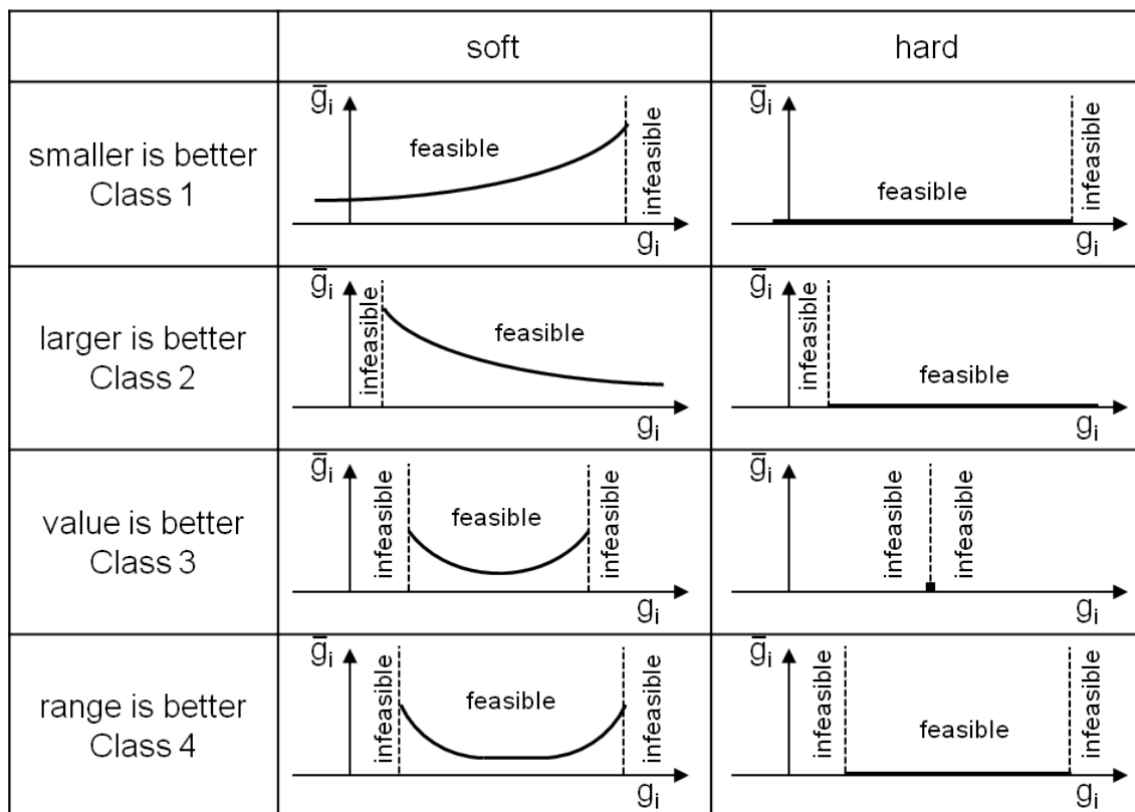 soft
hard
smaller is better
Class 1
ḡi
feasible
infeasible
gi
ḡi
feasible
infeasible
gi
larger is better
Class 2
ḡi
infeasible
feasible
gi
ḡi
infeasible
feasible
gi
value is better
Class 3
ḡi
infeasible
feasible
infeasible
gi
ḡi
infeasible
infeasible
gi
range is better
Class 4
ḡi
infeasible
feasible
infeasible
gi
ḡi
infeasible
feasible
infeasible
gi